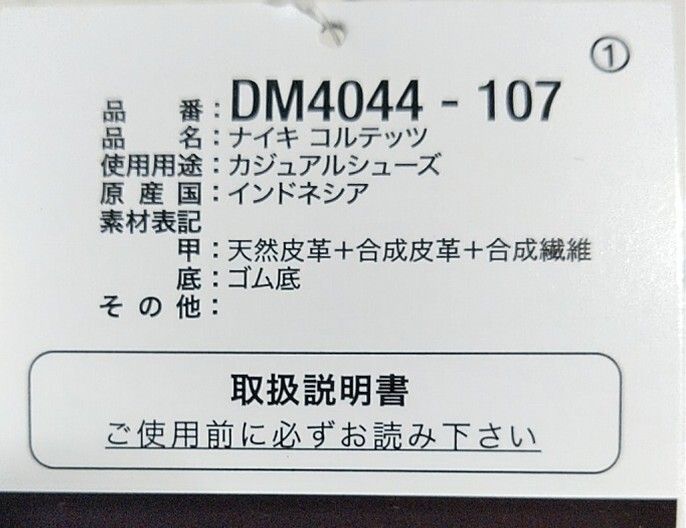 ①
品番：DM4044 - 107
品名：ナイキ コルテッツ
使用用途：カジュアルシューズ
原産国：インドネシア
素材表記
甲：天然皮革＋合成皮革＋合成繊維
底：ゴム底
その他：
取扱説明書
ご使用前に必ずお読み下さい